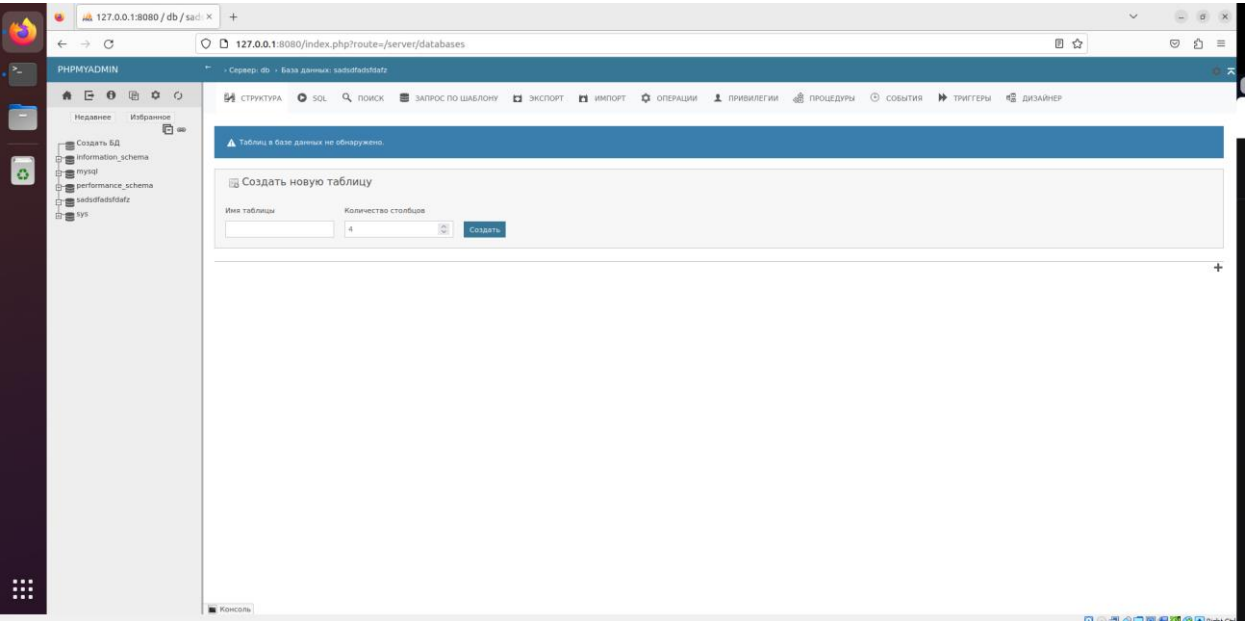 127.0.0.1:8080 / db / sad
127.0.0.1:8080/index.php?route=/server/databases
PHPMYADMIN
Сервер: db
База данных: sadsdfadsfdafz
СТРУКТУРА SQL ПОИСК ЗАПРОС ПО ШАБЛОНУ ЭКСПОРТ ИМПОРТ ОПЕРАЦИИ ПРИВИЛЕГИИ ПРОЦЕДУРЫ СОБЫТИЯ ТРИГГЕРЫ ДИЗАЙНЕР
Недавнее Избранное
Создать БД
information_schema
mysql
performance_schema
sadsdfadsfdafz
sys
Таблиц в базе данных не обнаружено.
Создать новую таблицу
Имя таблицы Количество столбцов
4 Создать
Консоль